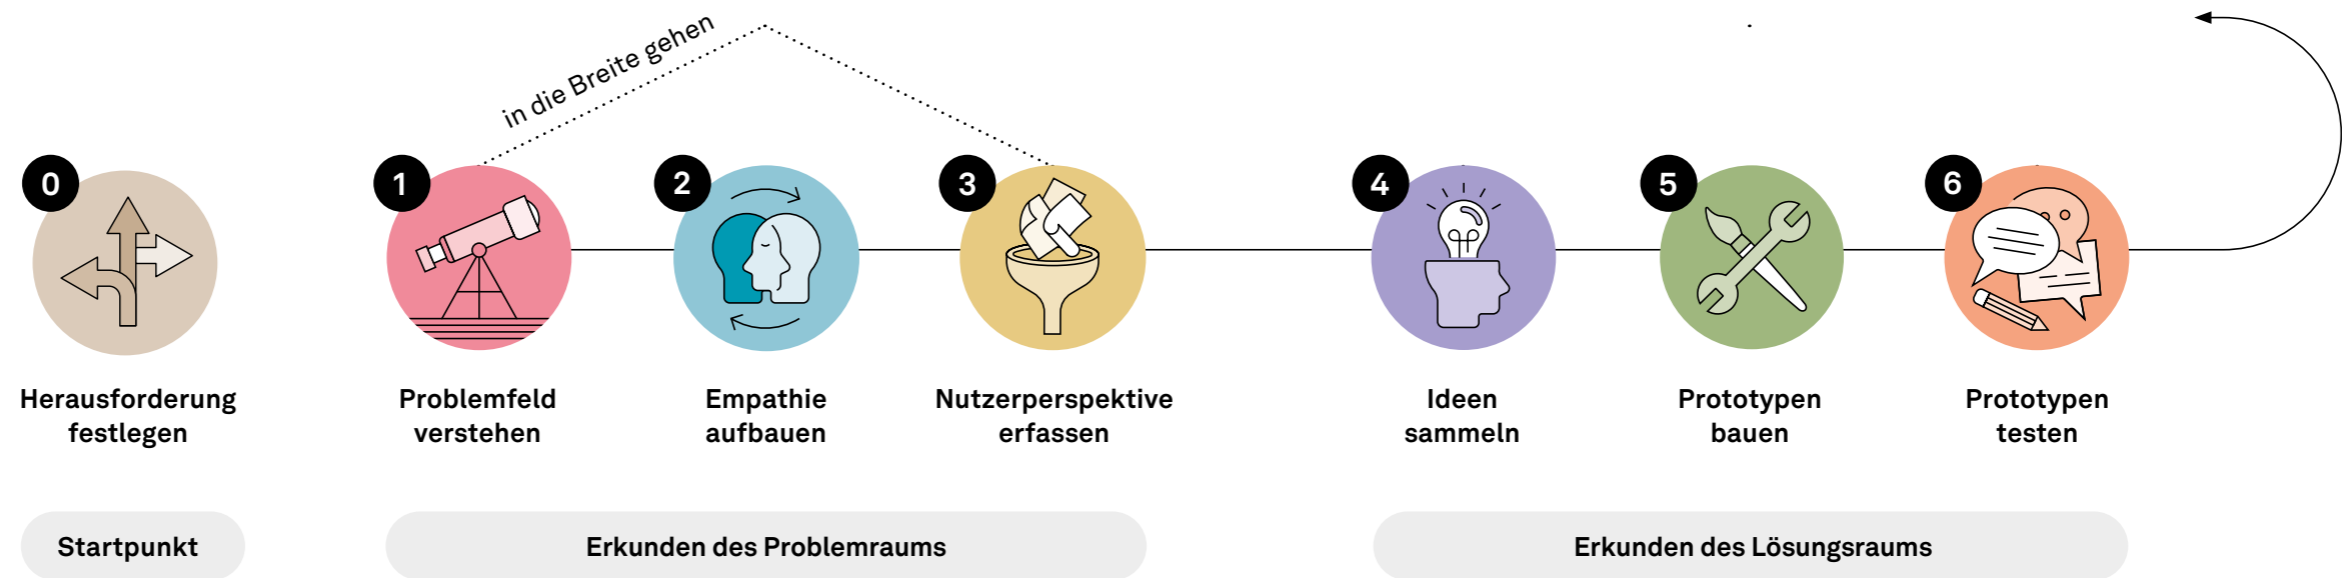 in die Breite gehen
0
1
2
3
4
5
6
Herausforderung
festlegen
Problemfeld
verstehen
Empathie
aufbauen
Nutzerperspektive
erfassen
Ideen
sammeln
Prototypen
bauen
Prototypen
testen
Startpunkt
Erkunden des Problemraums
Erkunden des Lösungsraums